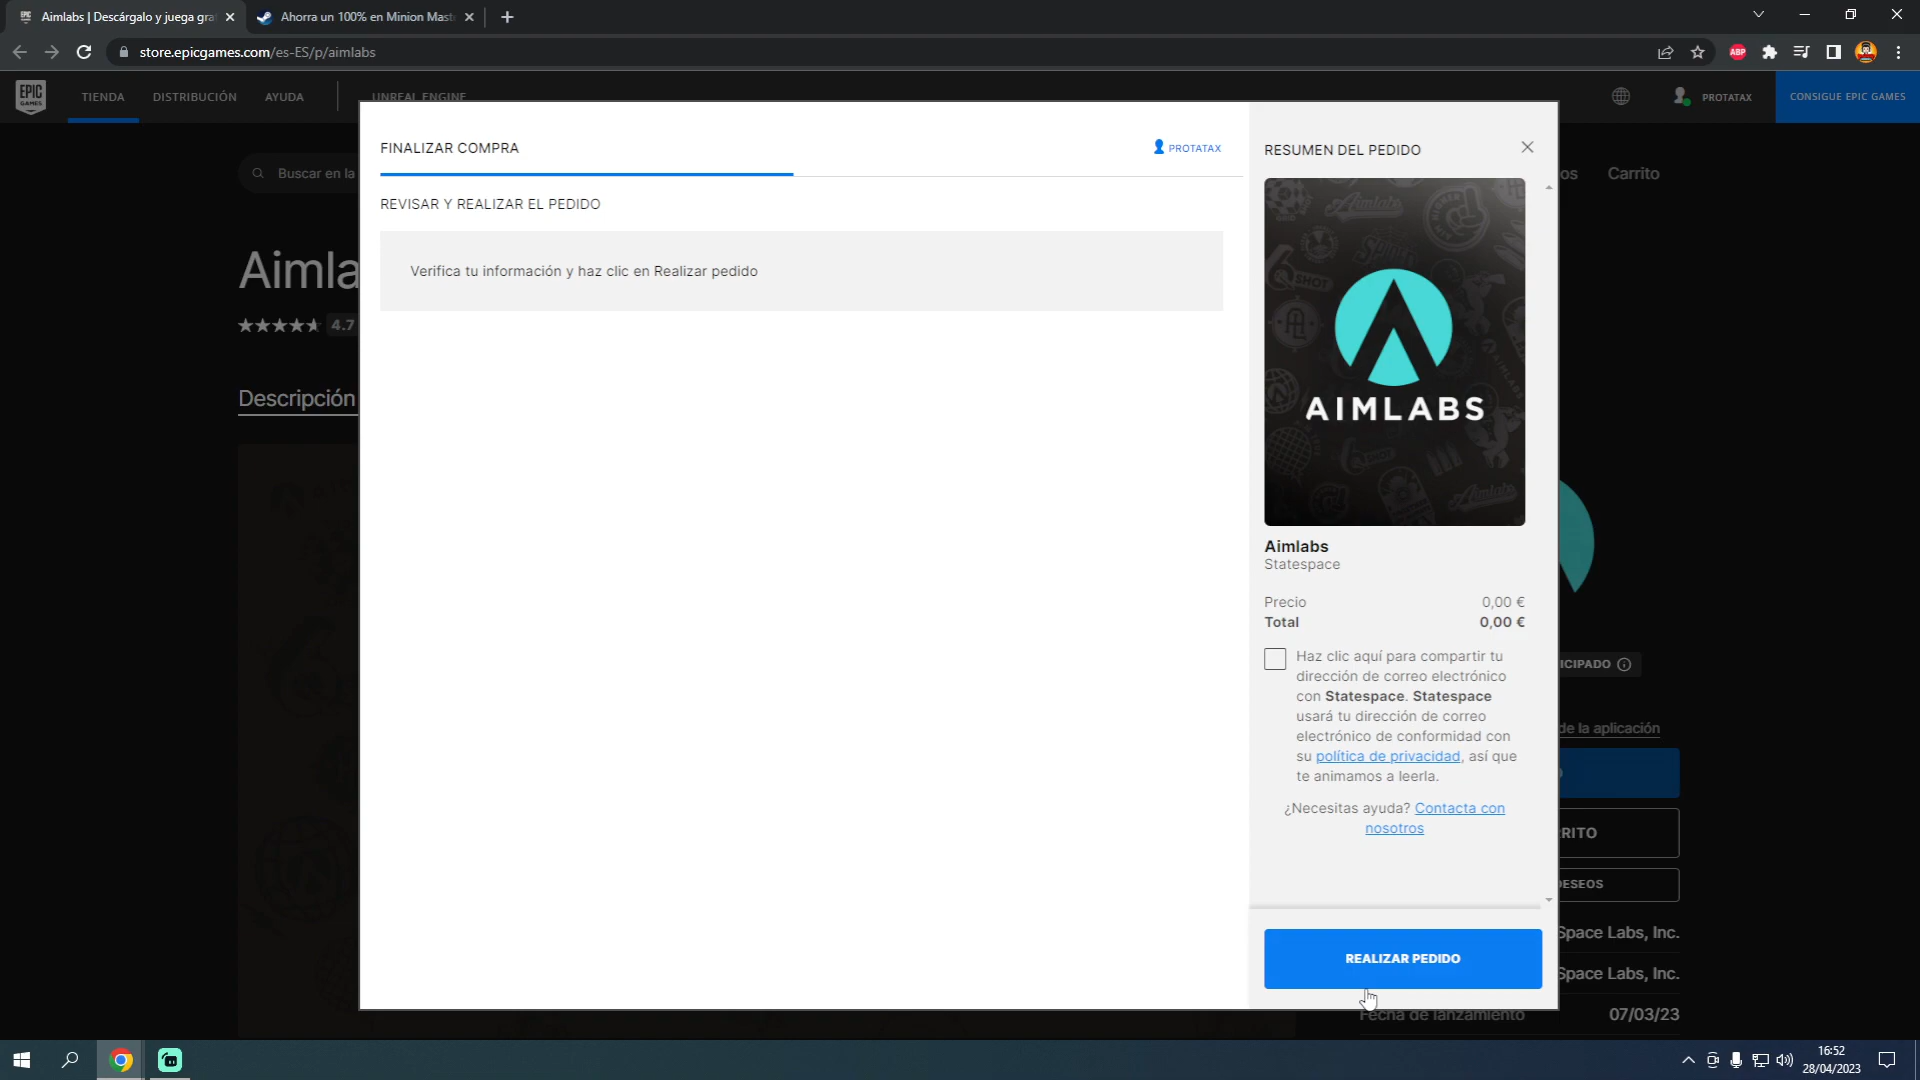 Aimlabs | Descárgalo y juega gra
Ahorra un 100% en Minion Mast
store.epicgames.com/es-ES/p/aimlabs
ABP
EPIC GAMES
TIENDA
DISTRIBUCIÓN
AYUDA
UNREAL ENGINE
PROTATAX
CONSIGUE EPIC GAMES
Buscar en la
os
Carrito
Aimla
4.7
Descripción
FINALIZAR COMPRA
PROTATAX
REVISAR Y REALIZAR EL PEDIDO
Verifica tu información y haz clic en Realizar pedido
RESUMEN DEL PEDIDO
AIMLABS
Aimlabs
Statespace
Precio 0,00 €
Total 0,00 €
Haz clic aquí para compartir tu
dirección de correo electrónico
con Statespace. Statespace
usará tu dirección de correo
electrónico de conformidad con
su política de privacidad, así que
te animamos a leerla.
¿Necesitas ayuda? Contacta con
nosotros
REALIZAR PEDIDO
ICIPADO
de la aplicación
RITO
DESEOS
Space Labs, Inc.
Space Labs, Inc.
Fecha de lanzamiento 07/03/23
16:52
28/04/2023